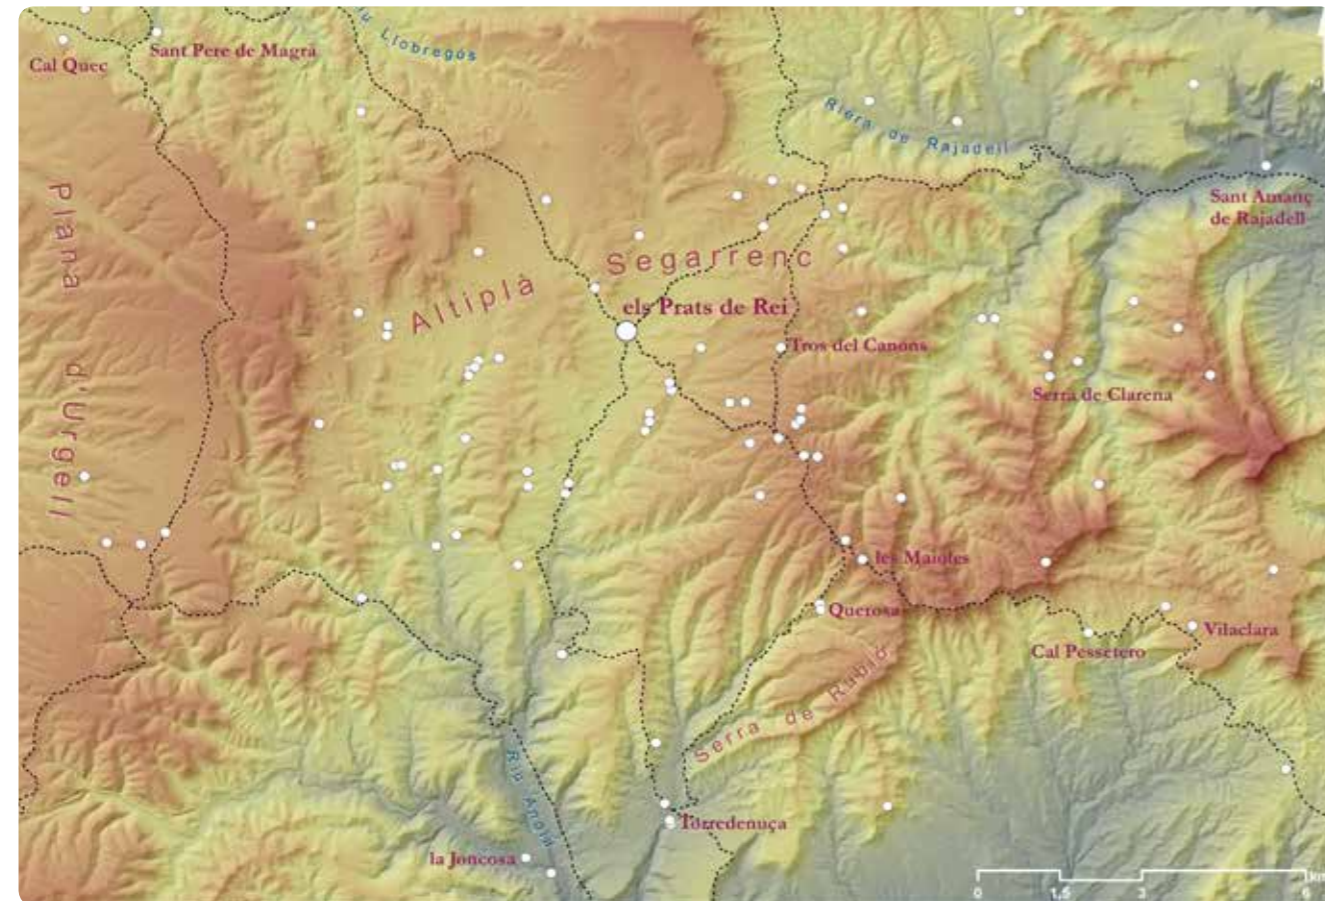 Llobregós
Sant Pere de Magrà
Cal Quec
Riera de Rajadell
Sant Amanç
de Rajadell
Plana d'Urgell
Altiplà Segarrenc
els Prats de Rei
Tros del Canons
Serra de Clarena
les Maioles
Querosa
Vilaclara
Cal Pessetero
Serra de Rubió
Riu Anoia
Torredenuça
la Joncosa
0 1,5 3 6